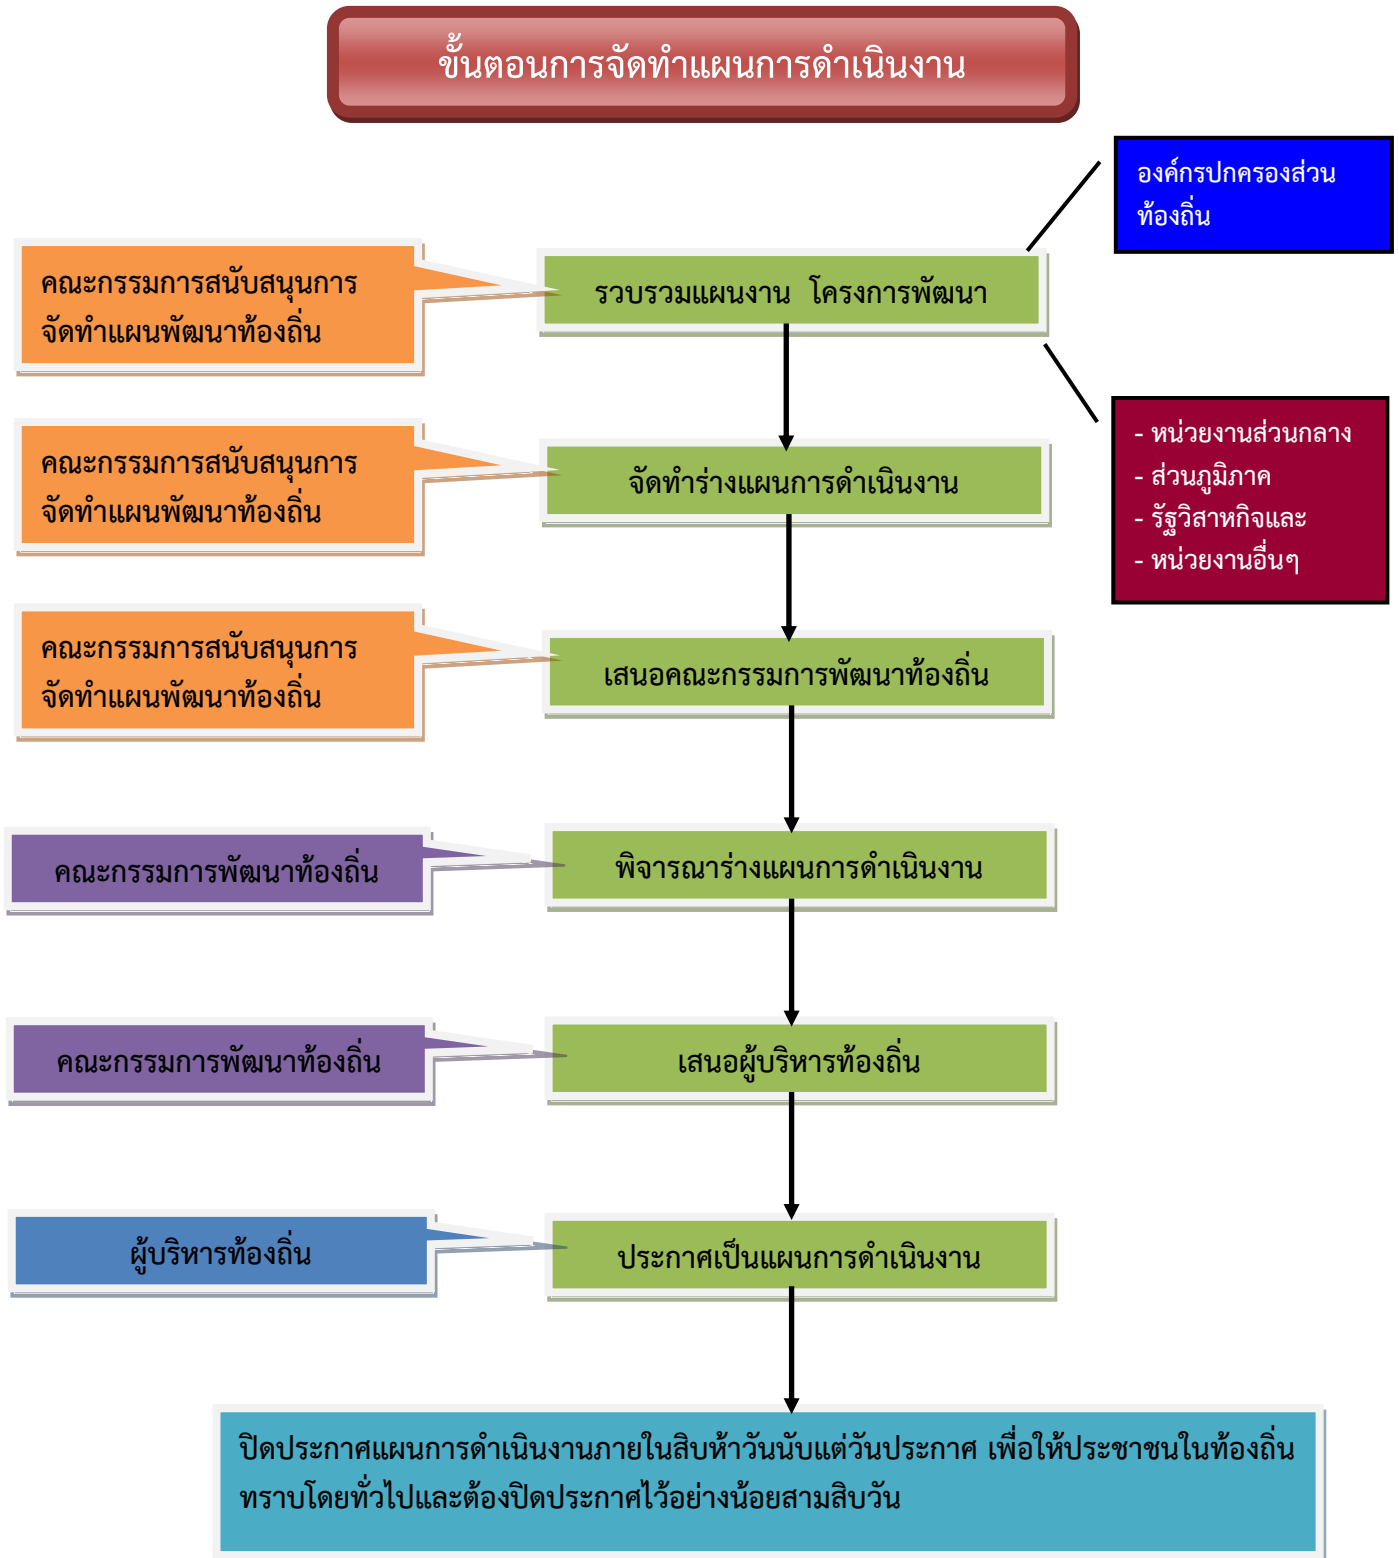 ขั้นตอนการจัดทำแผนการดำเนินงาน
องค์กรปกครองส่วน
ท้องถิ่น
คณะกรรมการสนับสนุนการ
จัดทำแผนพัฒนาท้องถิ่น
รวบรวมแผนงาน โครงการพัฒนา
- หน่วยงานส่วนกลาง
- ส่วนภูมิภาค
- รัฐวิสาหกิจและ
- หน่วยงานอื่นๆ
คณะกรรมการสนับสนุนการ
จัดทำแผนพัฒนาท้องถิ่น
จัดทำร่างแผนการดำเนินงาน
คณะกรรมการสนับสนุนการ
จัดทำแผนพัฒนาท้องถิ่น
เสนอคณะกรรมการพัฒนาท้องถิ่น
คณะกรรมการพัฒนาท้องถิ่น
พิจารณาร่างแผนการดำเนินงาน
คณะกรรมการพัฒนาท้องถิ่น
เสนอผู้บริหารท้องถิ่น
ผู้บริหารท้องถิ่น
ประกาศเป็นแผนการดำเนินงาน
ปิดประกาศแผนการดำเนินงานภายในสิบห้าวันนับแต่วันประกาศ เพื่อให้ประชาชนในท้องถิ่น
ทราบโดยทั่วไปและต้องปิดประกาศไว้อย่างน้อยสามสิบวัน